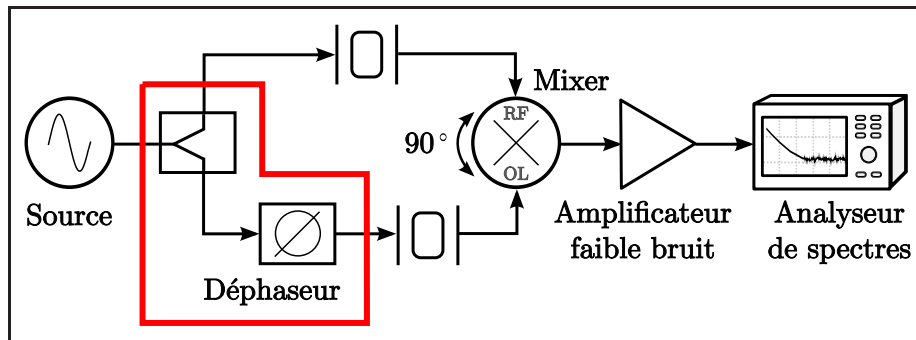 Mixer
RF
90°
OL
Source
Amplificateur
faible bruit
Analyseur
de spectres
Déphaseur